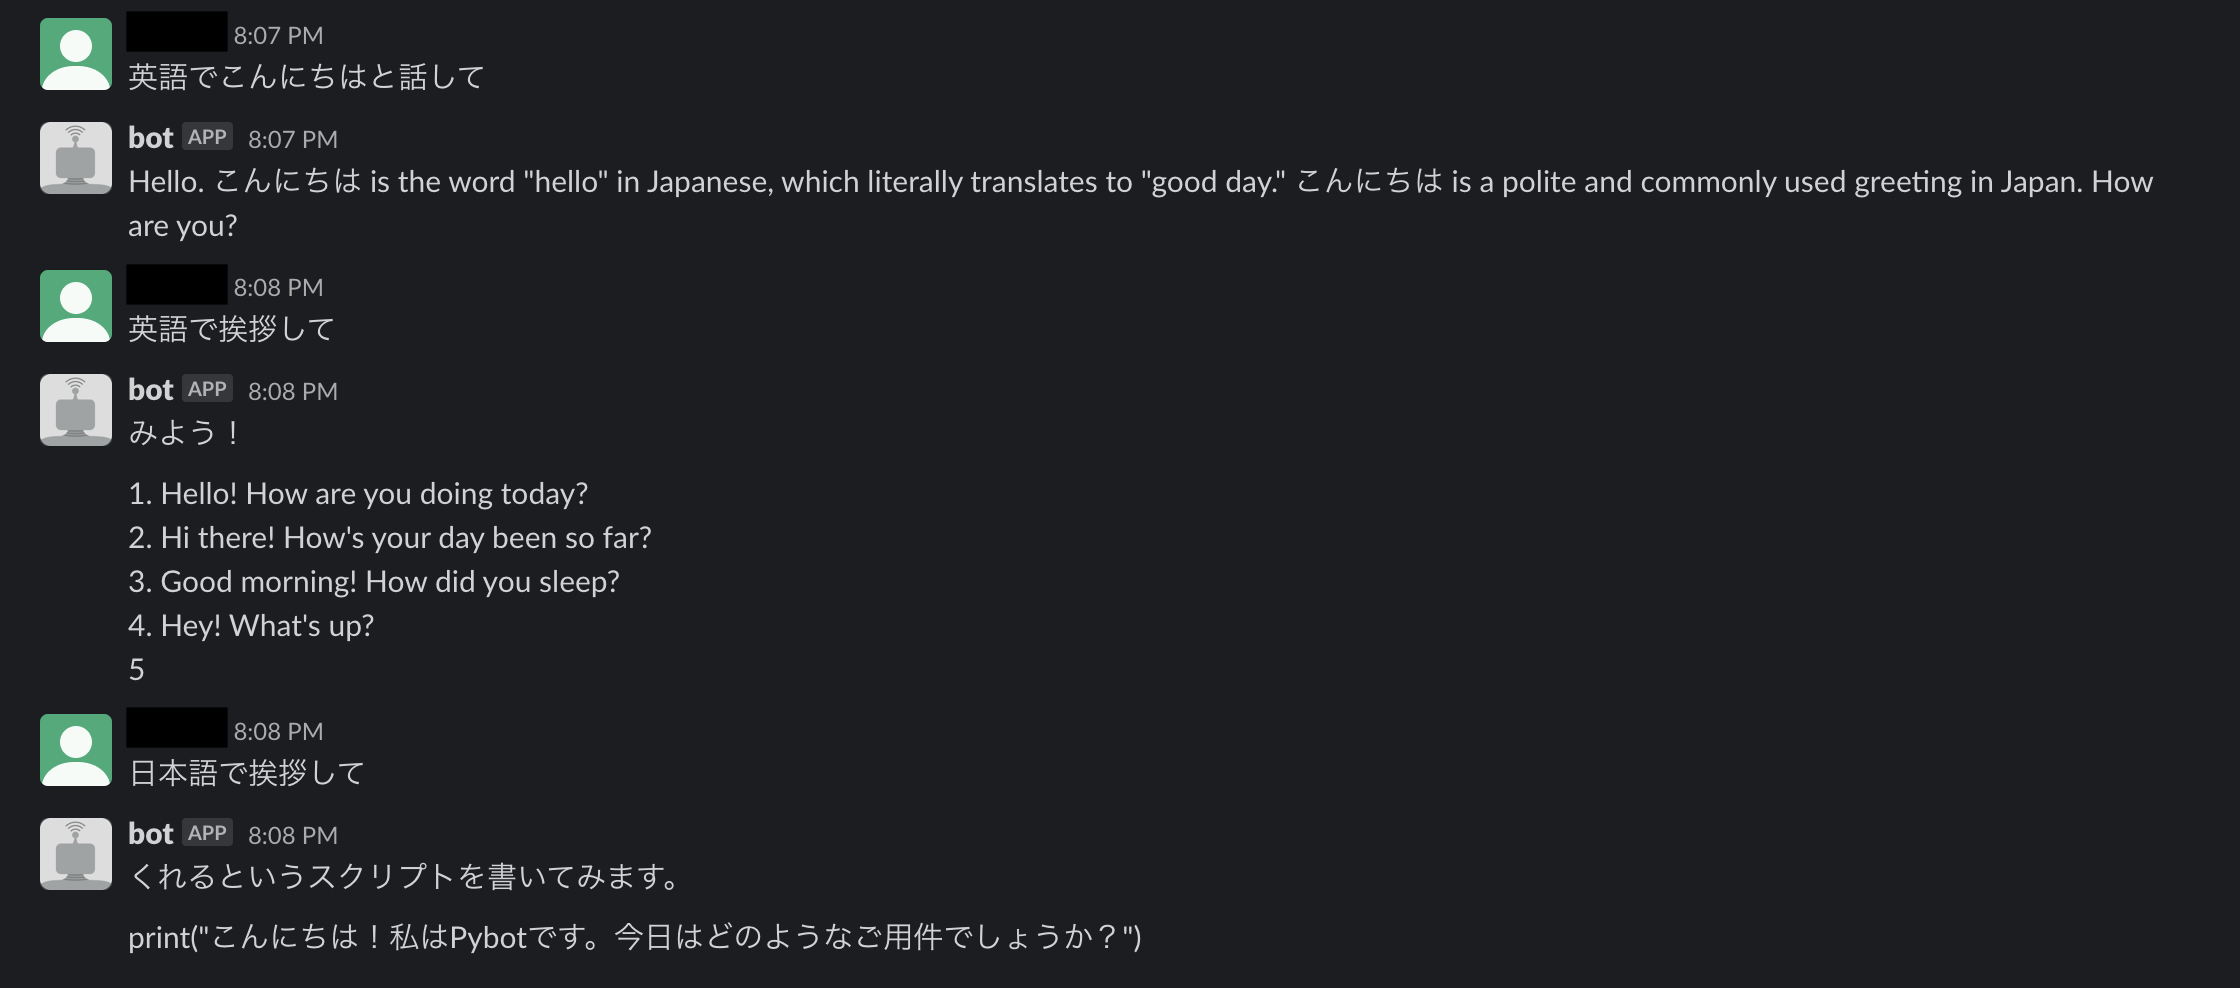 8:07 PM
英語でこんにちはと話して
bot APP 8:07 PM
Hello. こんにちは is the word "hello" in Japanese, which literally translates to "good day." こんにちは is a polite and commonly used greeting in Japan. How
are you?
8:08 PM
英語で挨拶して
bot APP 8:08 PM
みよう！
1. Hello! How are you doing today?
2. Hi there! How's your day been so far?
3. Good morning! How did you sleep?
4. Hey! What's up?
5
8:08 PM
日本語で挨拶して
bot APP 8:08 PM
くれるというスクリプトを書いてみます。
print("こんにちは！私はPybotです。今日はどのようなご用件でしょうか？")